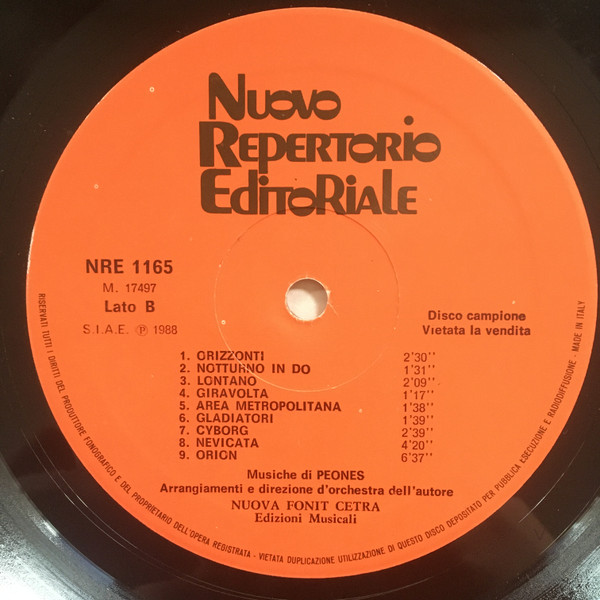 Nuovo
Repertorio
Editoriale
NRE 1165
M. 17497
Lato B
S.I.A.E. Ⓟ 1988
Disco campione
Vietata la vendita
1. ORIZZONTI 2'30''
2. NOTTURNO IN DO 1'31''
3. LONTANO 2'09''
4. GIRAVOLTA 1'17''
5. AREA METROPOLITANA 1'38''
6. GLADIATORI 1'39''
7. CYBORG 2'39''
8. NEVICATA 4'20''
9. ORION 6'37''
Musiche di PEONES
Arrangiamenti e direzione d'orchestra dell'autore
NUOVA FONIT CETRA
Edizioni Musicali
RISERVATI TUTTI I DIRITTI DEL PRODUTTORE FONOGRAFICO E DEL PROPRIETARIO DELL'OPERA REGISTRATA - VIETATA DUPLICAZIONE UTILIZZAZIONE DI QUESTO DISCO DEPOSITATO PER PUBBLICA ESECUZIONE E RADIODIFFUSIONE - MADE IN ITALY